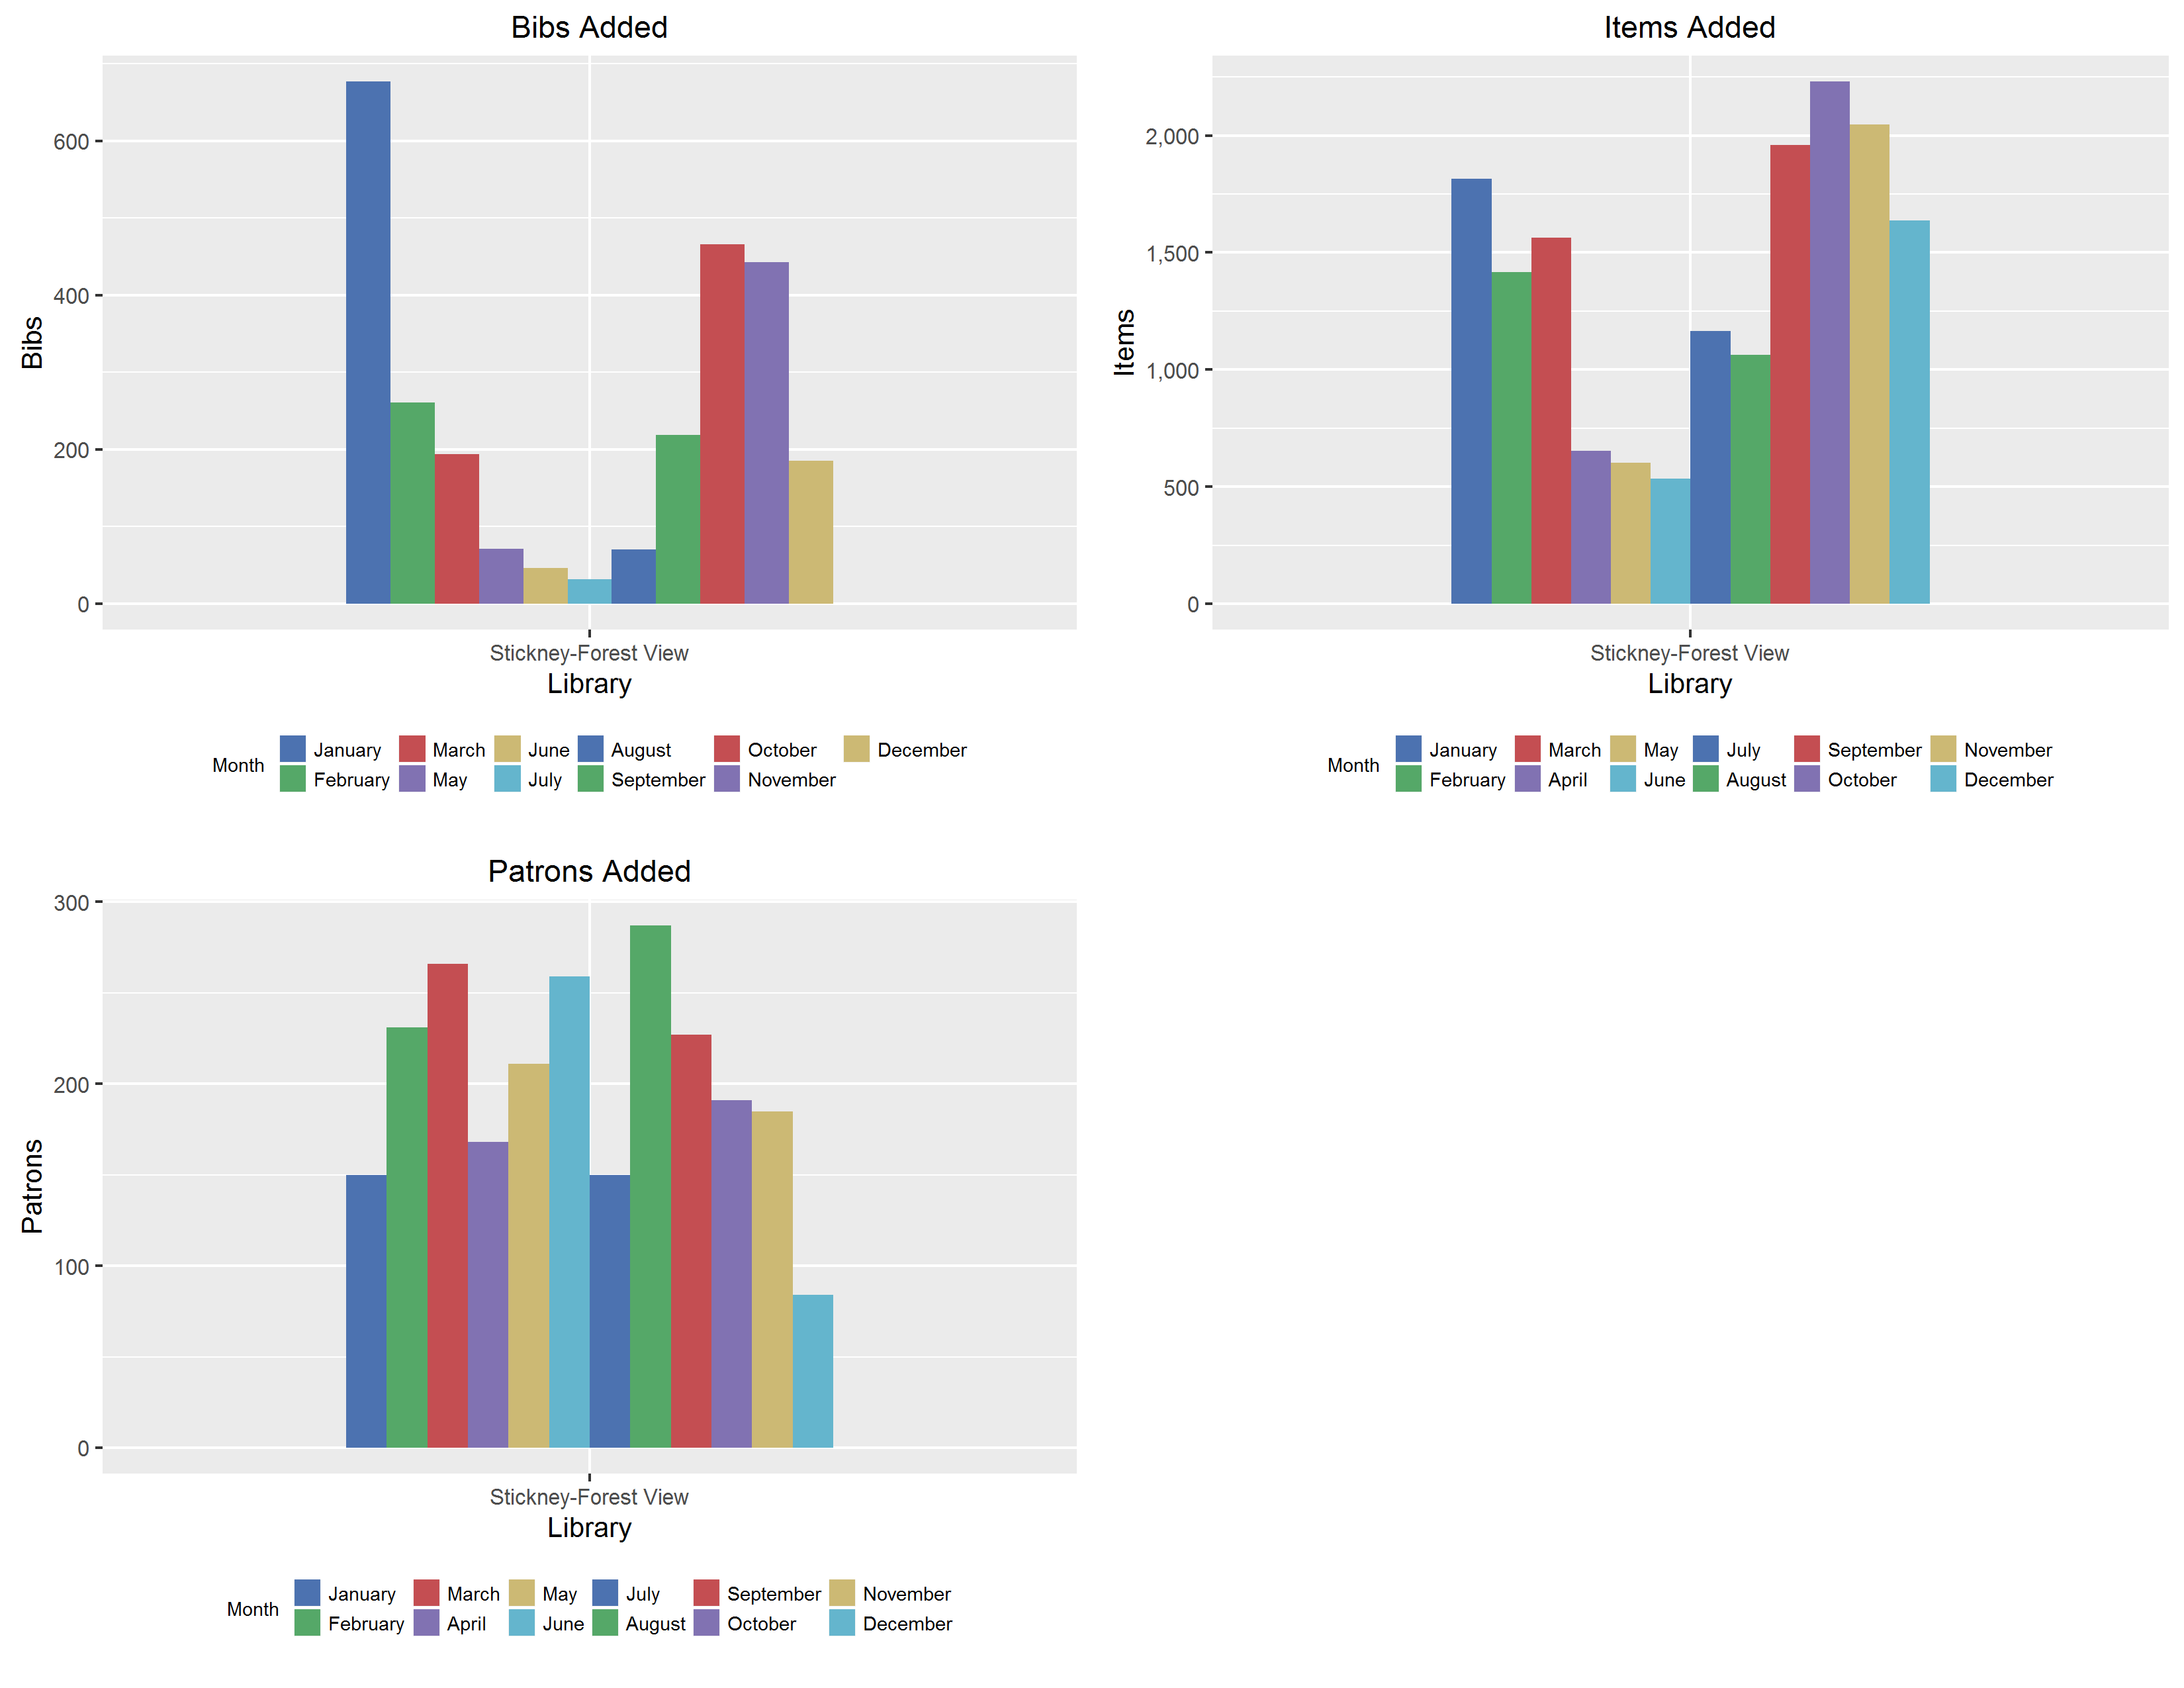 Bibs Added
Bibs
600
400
200
0
Stickney-Forest View
Library
Month
January March June August October December
February May July September November
Items Added
Items
2,000
1,500
1,000
500
0
Stickney-Forest View
Library
Month
January March May July September November
February April June August October December
Patrons Added
Patrons
300
200
100
0
Stickney-Forest View
Library
Month
January March May July September November
February April June August October December